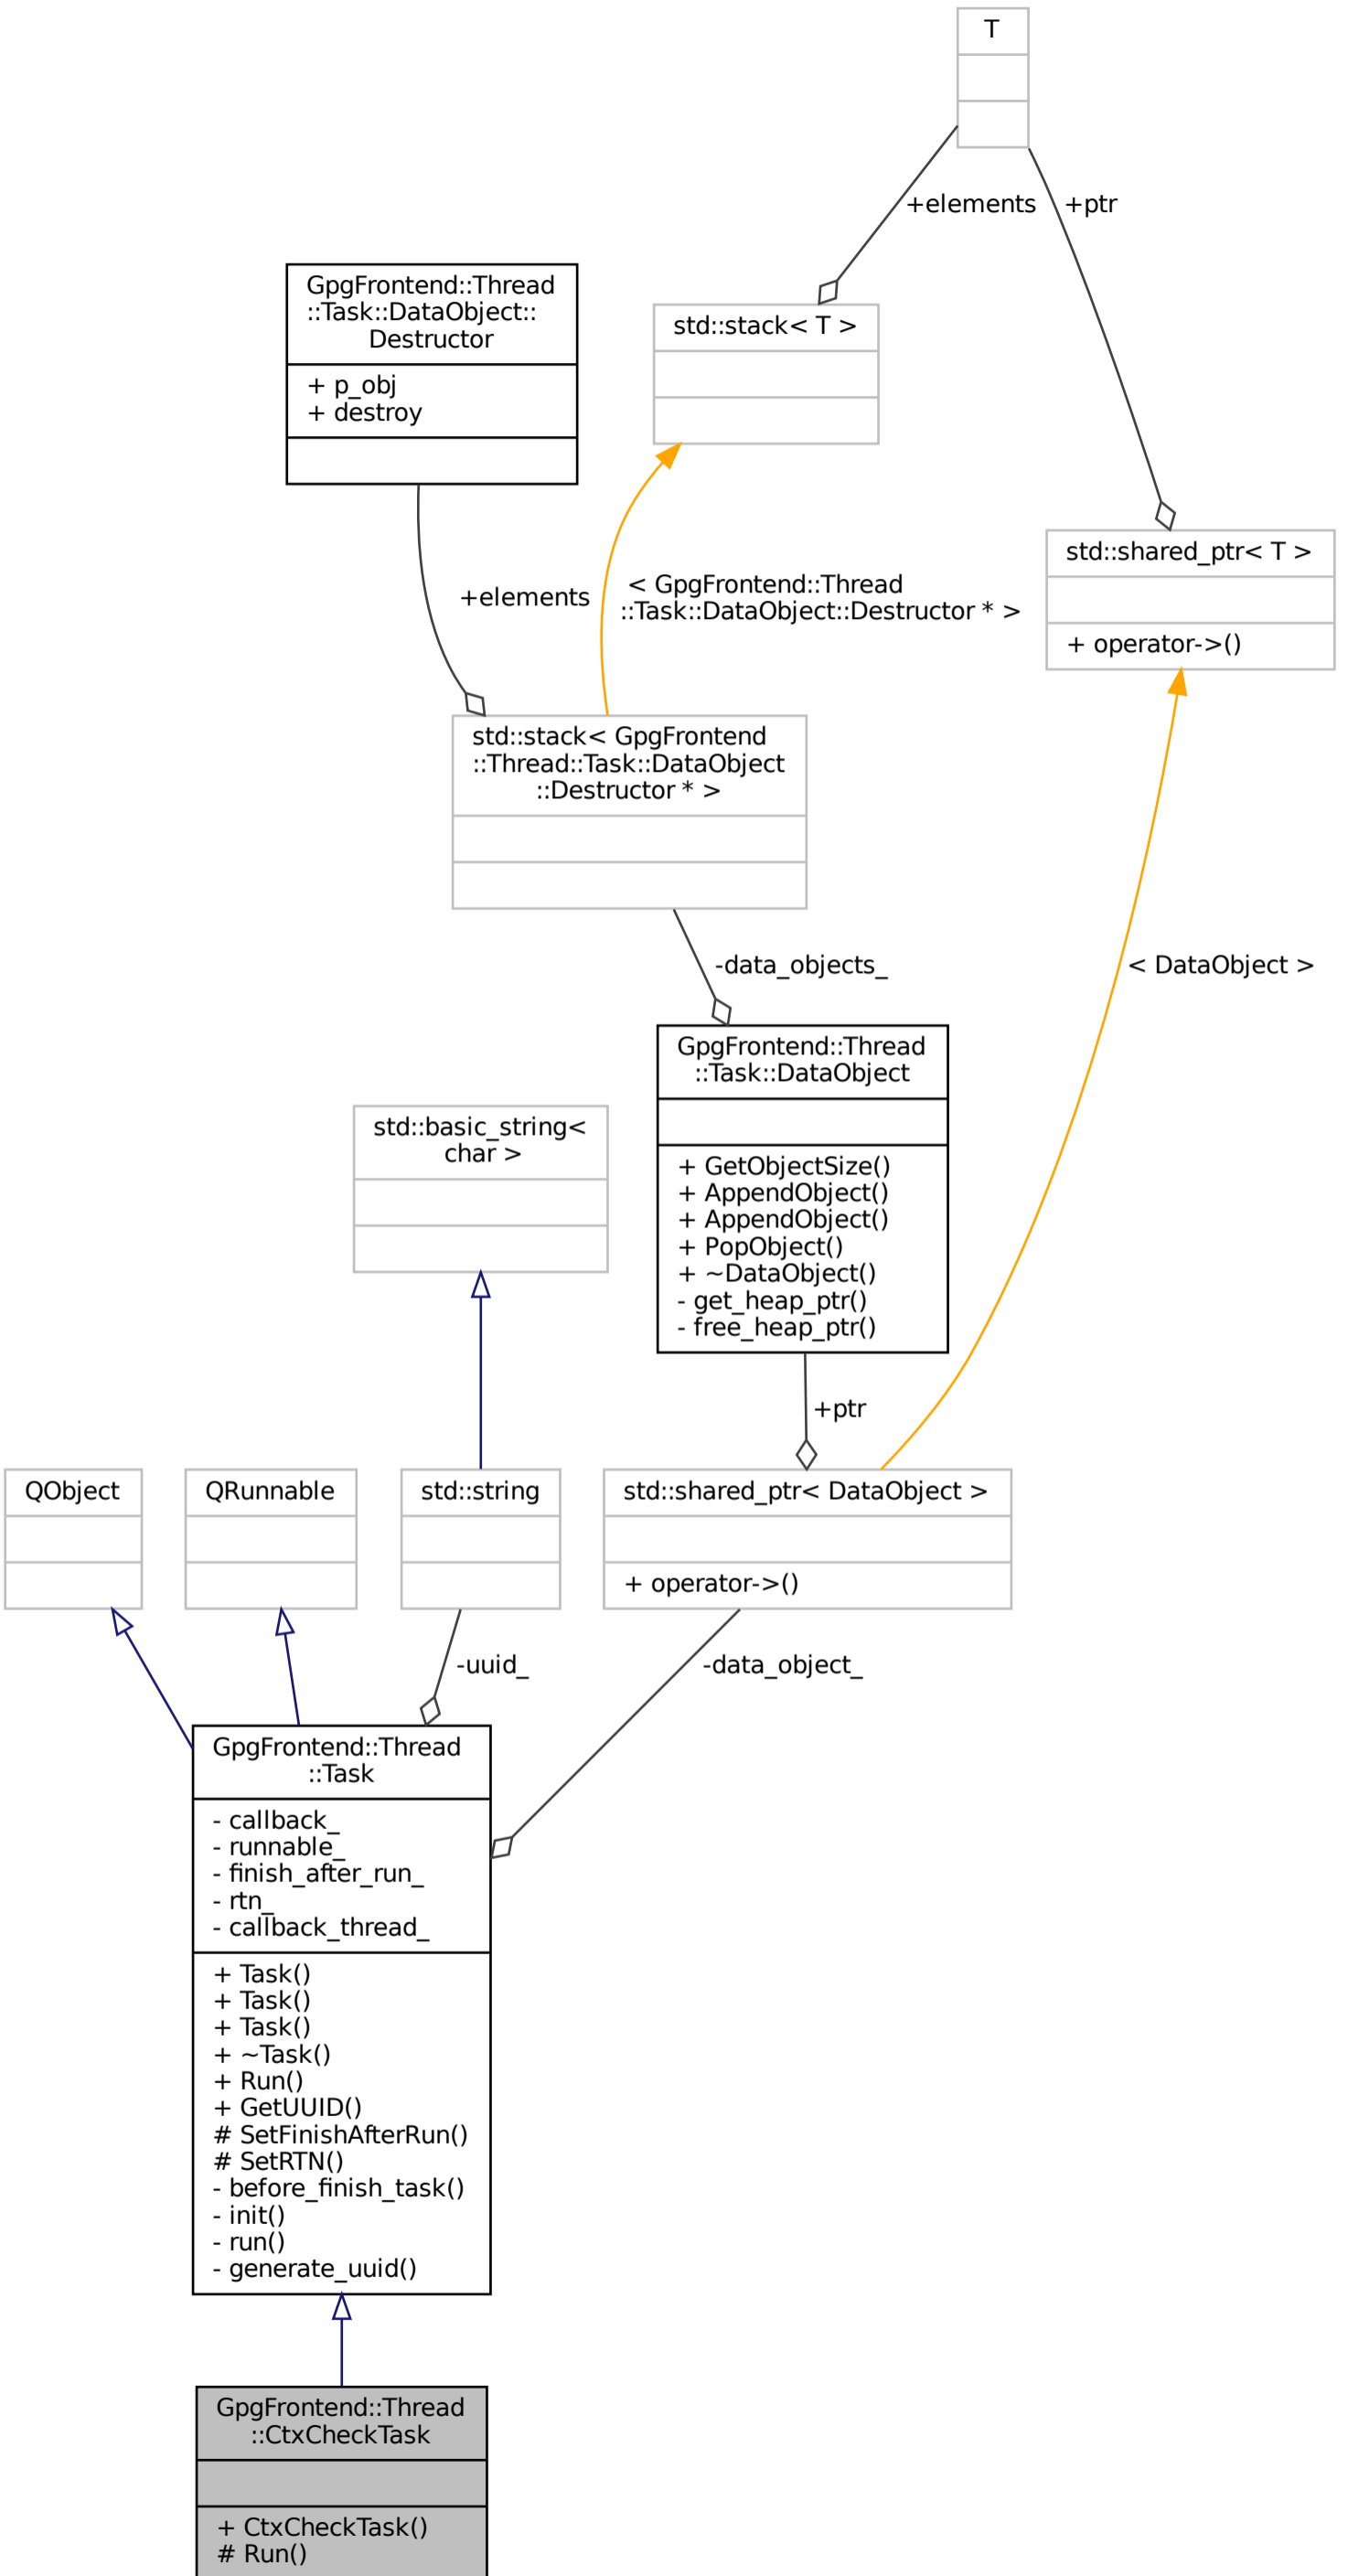 T
+elements
+ptr
GpgFrontend::Thread
::Task::DataObject::
Destructor
+ p_obj
+ destroy
std::stack< T >
std::shared_ptr< T >
+ operator->()
+elements
< GpgFrontend::Thread
::Task::DataObject::Destructor * >
std::stack< GpgFrontend
::Thread::Task::DataObject
::Destructor * >
-data_objects_
< DataObject >
GpgFrontend::Thread
::Task::DataObject
+ GetObjectSize()
+ AppendObject()
+ AppendObject()
+ PopObject()
+ ~DataObject()
- get_heap_ptr()
- free_heap_ptr()
std::basic_string<
char >
+ptr
QObject
QRunnable
std::string
std::shared_ptr< DataObject >
+ operator->()
-uuid_
-data_object_
GpgFrontend::Thread
::Task
- callback_
- runnable_
- finish_after_run_
- rtn_
- callback_thread_
+ Task()
+ Task()
+ Task()
+ ~Task()
+ Run()
+ GetUUID()
# SetFinishAfterRun()
# SetRTN()
- before_finish_task()
- init()
- run()
- generate_uuid()
GpgFrontend::Thread
::CtxCheckTask
+ CtxCheckTask()
# Run()